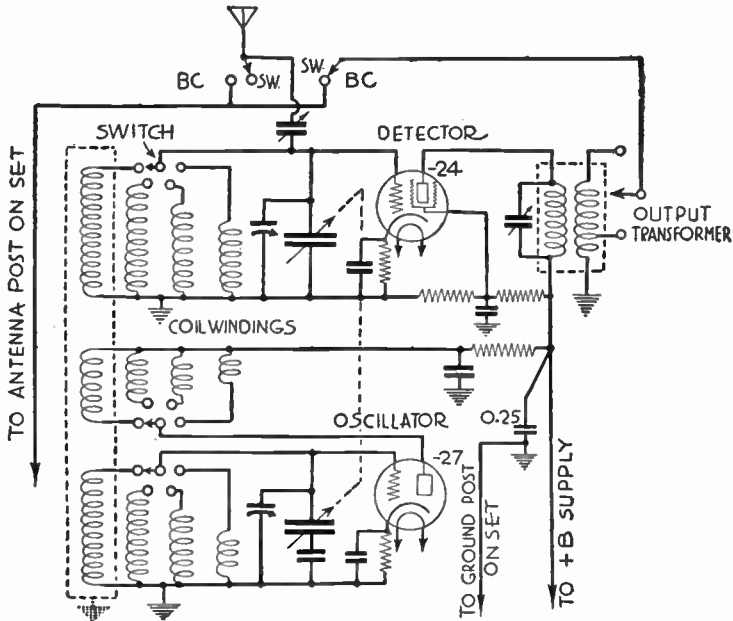 BC
SW.
SW.
BC
SWITCH
DETECTOR
-24
OUTPUT
TRANSFORMER
TO ANTENNA POST ON SET
COILWINDINGS
OSCILLATOR
-27
0.25
TO GROUND POST
ON SET
TO +B SUPPLY